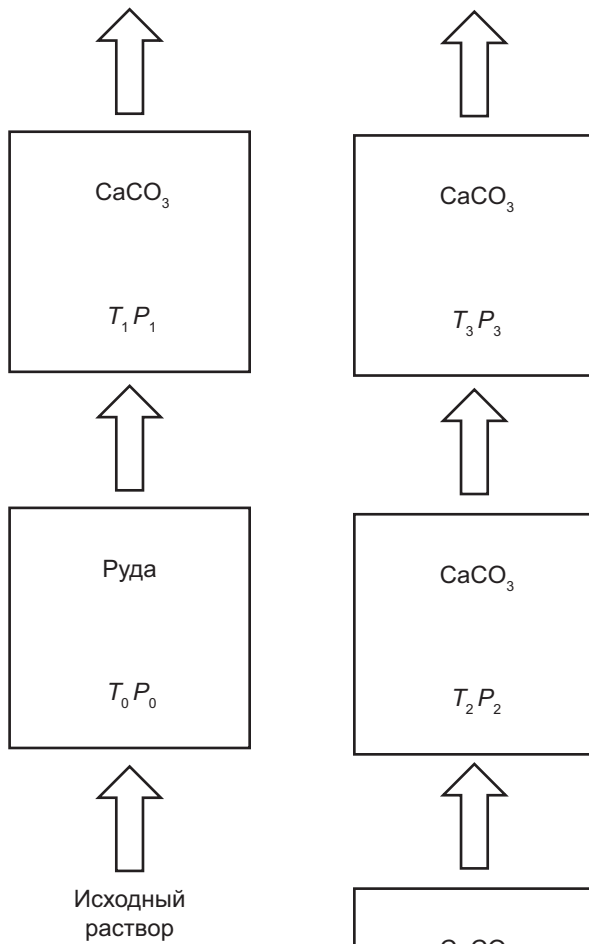 CaCO₃
T₁ P₁
Руда
T₀ P₀
Исходный
раствор
CaCO₃
T₃ P₃
CaCO₃
T₂ P₂